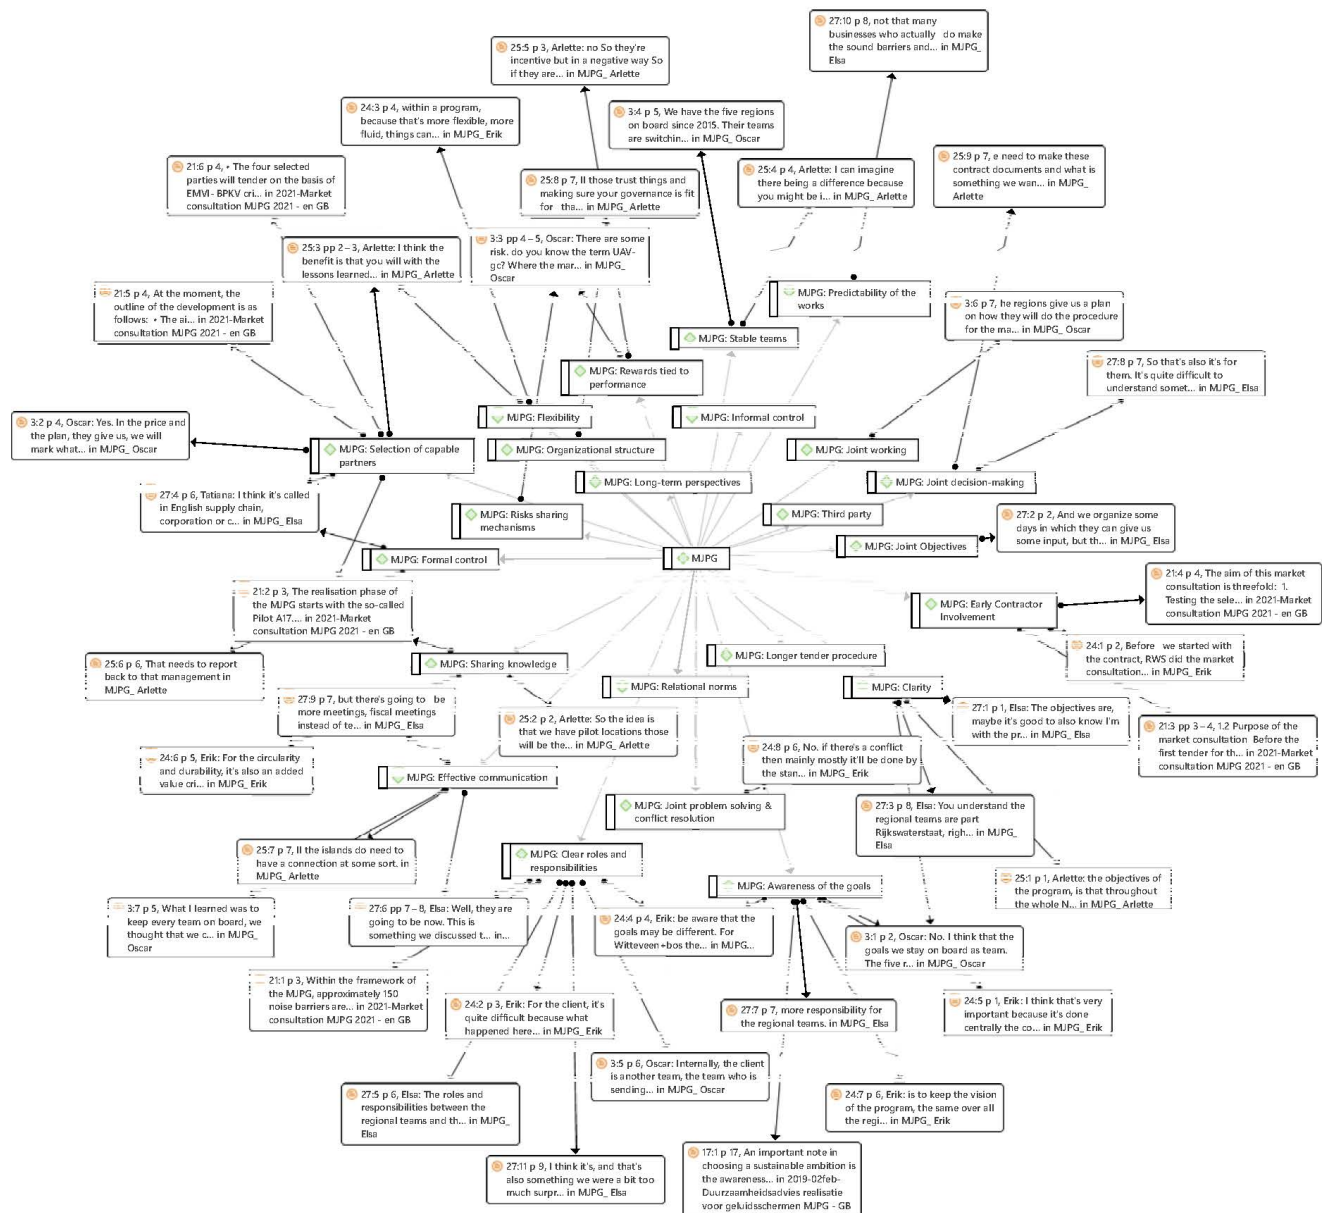 27:10 p 8, not that many
businesses who actually do make
the sound barriers and... in MJPG_
Elsa
25:5 p 3, Arlette: no So they're
incentive but in a negative way So
if they are... in MJPG_ Arlette
24:3 p 4, within a program,
because that's more flexible, more
fluid, things can... in MJPG_ Erik
3:4 p 5, We have the five regions
on board since 2015. Their teams
are switchin... in MJPG_ Oscar
21:6 p 4, • The four selected
parties will tender on the basis of
EMVI- BPKV cri... in 2021-Market
consultation MJPG 2021 - en GB
25:8 p 7, ll those trust things and
making sure your governance is fit
for tha... in MJPG_ Arlette
25:4 p 4, Arlette: I can imagine
there being a difference because
you might be i... in MJPG_ Arlette
25:9 p 7, e need to make these
contract documents and what is
something we wan... in MJPG_
Arlette
25:3 pp 2 – 3, Arlette: I think the
benefit is that you will with the
lessons learned... in MJPG_ Arlette
3:3 pp 4 – 5, Oscar: There are some
risk. do you know the term UAV-
gc? Where the mar... in MJPG_
Oscar
21:5 p 4, At the moment, the
outline of the development is as
follows: • The ai... in 2021-Market
consultation MJPG 2021 - en GB
MJPG: Predictability of the
works
3:6 p 7, he regions give us a plan
on how they will do the procedure
for the ma... in MJPG_ Oscar
MJPG: Stable teams
27:8 p 7, So that's also it's for
them. It's quite difficult to
understand somet... in MJPG_ Elsa
MJPG: Rewards tied to
performance
3:2 p 4, Oscar: Yes. In the price and
the plan, they give us, we will
mark what... in MJPG_ Oscar
MJPG: Flexibility
MJPG: Informal control
MJPG: Selection of capable
partners
MJPG: Organizational structure
MJPG: Joint working
MJPG: Long-term perspectives
MJPG: Joint decision-making
27:4 p 6, Tatiana: I think it's called
in English supply chain,
corporation or c... in MJPG_ Elsa
MJPG: Risks sharing
mechanisms
MJPG: Third party
27:2 p 2, And we organize some
days in which they can give us
some input, but th... in MJPG_ Elsa
MJPG: Formal control
MJPG
MJPG: Joint Objectives
21:2 p 3, The realisation phase of
the MJPG starts with the so-called
Pilot A17.... in 2021-Market
consultation MJPG 2021 - en GB
MJPG: Early Contractor
Involvement
21:4 p 4, The aim of this market
consultation is threefold: 1.
Testing the sele... in 2021-Market
consultation MJPG 2021 - en GB
25:6 p 6, That needs to report
back to that management in
MJPG_ Arlette
MJPG: Sharing knowledge
MJPG: Longer tender procedure
24:1 p 2, Before we started with
the contract, RWS did the market
consultation... in MJPG_ Erik
MJPG: Relational norms
MJPG: Clarity
27:9 p 7, but there's going to be
more meetings, fiscal meetings
instead of te... in MJPG_ Elsa
25:2 p 2, Arlette: So the idea is
that we have pilot locations those
will be the... in MJPG_ Arlette
27:1 p 1, Elsa: The objectives are,
maybe it's good to also know I'm
with the pr... in MJPG_ Elsa
21:3 pp 3 – 4, 1.2 Purpose of the
market consultation Before the
first tender for th... in 2021-Market
consultation MJPG 2021 - en GB
24:6 p 5, Erik: For the circularity
and durability, it's also an added
value cri... in MJPG_ Erik
24:8 p 6, No. if there's a conflict
then mainly mostly it'll be done by
the stan... in MJPG_ Erik
MJPG: Effective communication
MJPG: Joint problem solving &
conflict resolution
27:3 p 8, Elsa: You understand the
regional teams are part
Rijkswaterstaat, righ... in MJPG_
Elsa
25:7 p 7, ll the islands do need to
have a connection at some sort. in
MJPG_ Arlette
MJPG: Clear roles and
responsibilities
MJPG: Awareness of the goals
25:1 p 1, Arlette: the objectives of
the program, is that throughout
the whole N... in MJPG_ Arlette
3:7 p 5, What I learned was to
keep every team on board, we
thought that we c... in MJPG_
Oscar
27:6 pp 7 – 8, Elsa: Well, they are
going to be now. This is
something we discussed t... in...
24:4 p 4, Erik: be aware that the
goals may be different. For
Witteveen+bos the... in MJPG...
3:1 p 2, Oscar: No. I think that the
goals we stay on board as team.
The five r... in MJPG_ Oscar
21:1 p 3, Within the framework of
the MJPG, approximately 150
noise barriers are... in 2021-Market
consultation MJPG 2021 - en GB
24:2 p 3, Erik: For the client, it's
quite difficult because what
happened here... in MJPG_ Erik
27:7 p 7, more responsibility for
the regional teams. in MJPG_ Elsa
24:5 p 1, Erik: I think that's very
important because it's done
centrally the co... in MJPG_ Erik
3:5 p 6, Oscar: Internally, the client
is another team, the team who is
sending... in MJPG_ Oscar
27:5 p 6, Elsa: The roles and
responsibilities between the
regional teams and th... in MJPG_
Elsa
24:7 p 6, Erik: is to keep the vision
of the program, the same over all
the regi... in MJPG_ Erik
27:11 p 9, I think it's, and that's
also something we were a bit too
much surpr... in MJPG_ Elsa
17:1 p 17, An important note in
choosing a sustainable ambition is
the awareness... in 2019-02feb-
Duurzaamheidsadvies realisatie
voor geluidsschermen MJPG - GB